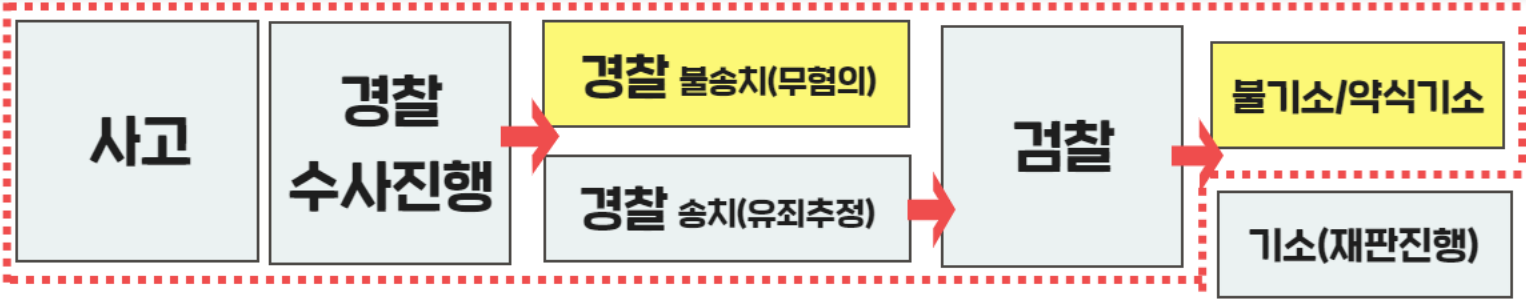 사고
경찰
수사진행
경찰 불송치(무혐의)
경찰 송치(유죄추정)
검찰
불기소/약식기소
기소(재판진행)